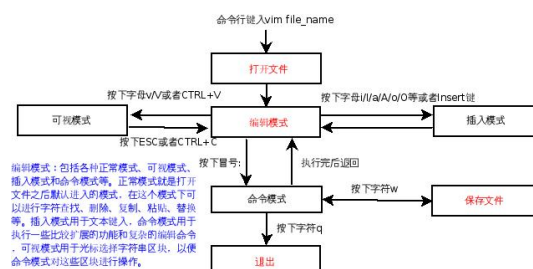 命令行键入vim file_name
打开文件
按下字母v/V或者CTRL+V
按下字母i/I/a/A/o/O等或者Insert键
可视模式
编辑模式
插入模式
按下ESC或者CTRL+C
按下冒号:
执行完后返回
编辑模式：包括各种正常模式、可视模式、
插入模式和命令模式等。正常模式就是打开
文件之后默认进入的模式，在这个模式下可
以进行字符查找、删除、复制、粘贴、替换
等。插入模式用于文本键入，命令模式用于
执行一些比较扩展的功能和复杂的编辑命令
，可视模式用于光标选择字符串区块，以便
命令模式对这些区块进行操作。
命令模式
按下字符w
保存文件
按下字符q
退出